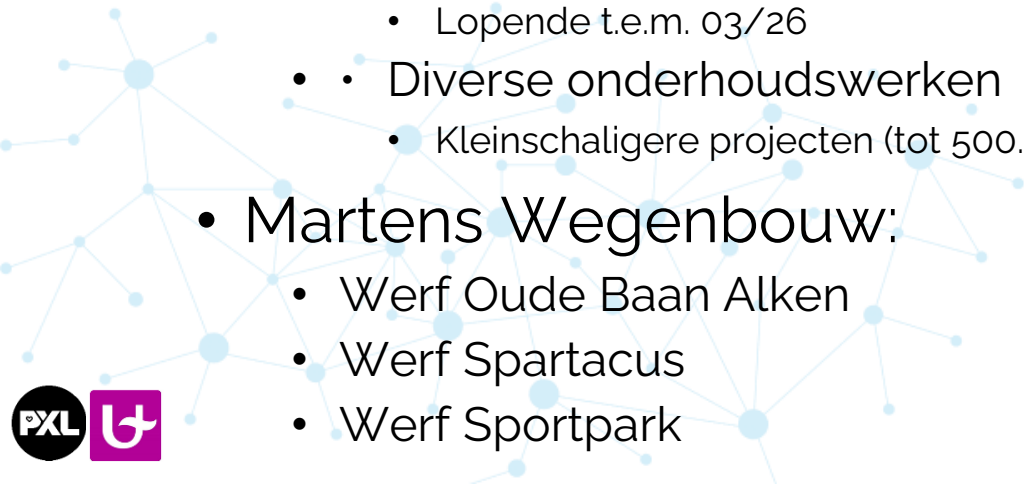 • Lopende t.e.m. 03/26
• • Diverse onderhoudswerken
• Kleinschaligere projecten (tot 500.
• Martens Wegenbouw:
• Werf Oude Baan Alken
• Werf Spartacus
• Werf Sportpark
PXL